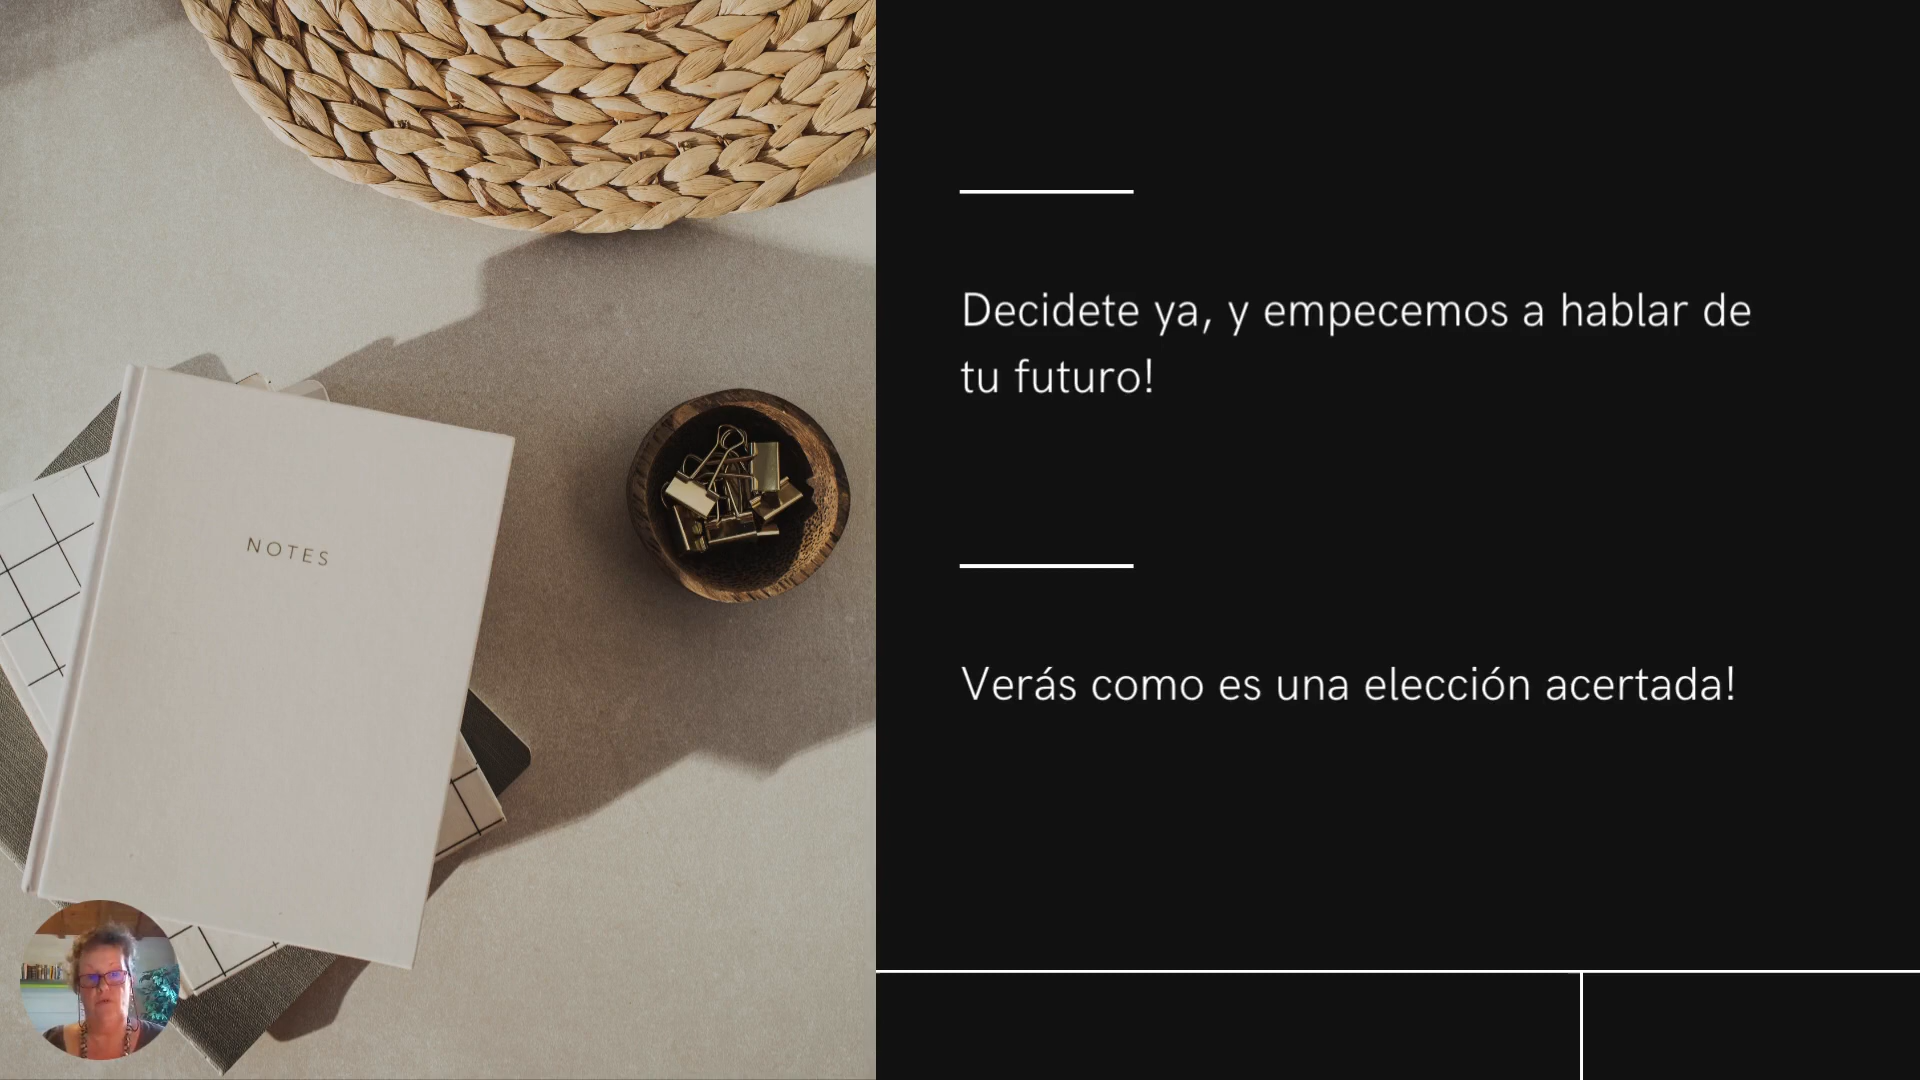 NOTES
Decidete ya, y empecemos a hablar de
tu futuro!
Verás como es una elección acertada!